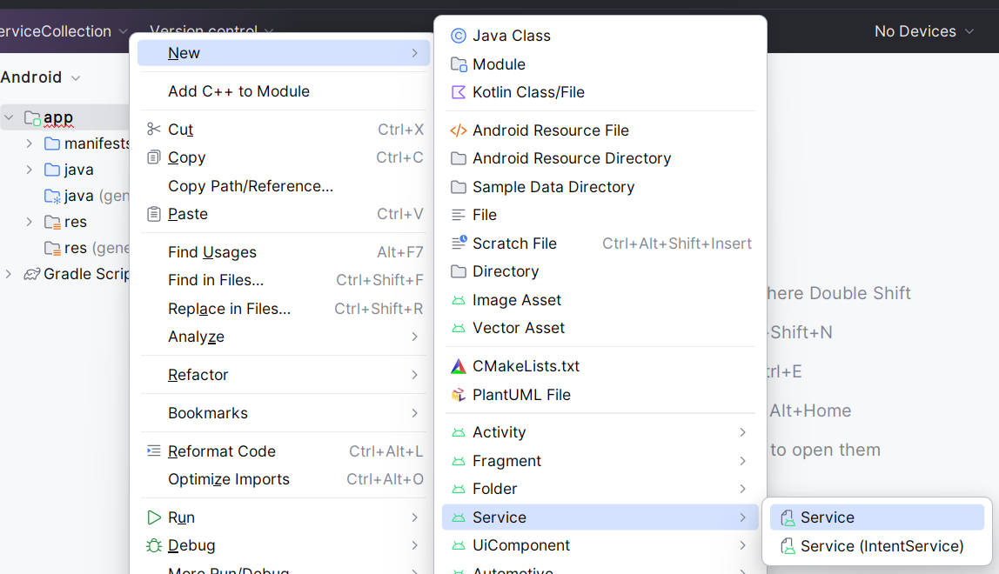 erviceCollection
Version control
No Devices
Android
app
manifests
java
java (gen
res
res (gene
Gradle Scrip
New
Add C++ to Module
Cut Ctrl+X
Copy Ctrl+C
Copy Path/Reference...
Paste Ctrl+V
Find Usages Alt+F7
Find in Files... Ctrl+Shift+F
Replace in Files... Ctrl+Shift+R
Analyze
Refactor
Bookmarks
Reformat Code Ctrl+Alt+L
Optimize Imports Ctrl+Alt+O
Run
Debug
More Run/Debug
Java Class
Module
Kotlin Class/File
Android Resource File
Android Resource Directory
Sample Data Directory
File
Scratch File Ctrl+Alt+Shift+Insert
Directory
Image Asset
Vector Asset
CMakeLists.txt
PlantUML File
Activity
Fragment
Folder
Service
UiComponent
Automotive
Service
Service (IntentService)
here Double Shift
Shift+N
trl+E
Alt+Home
to open them